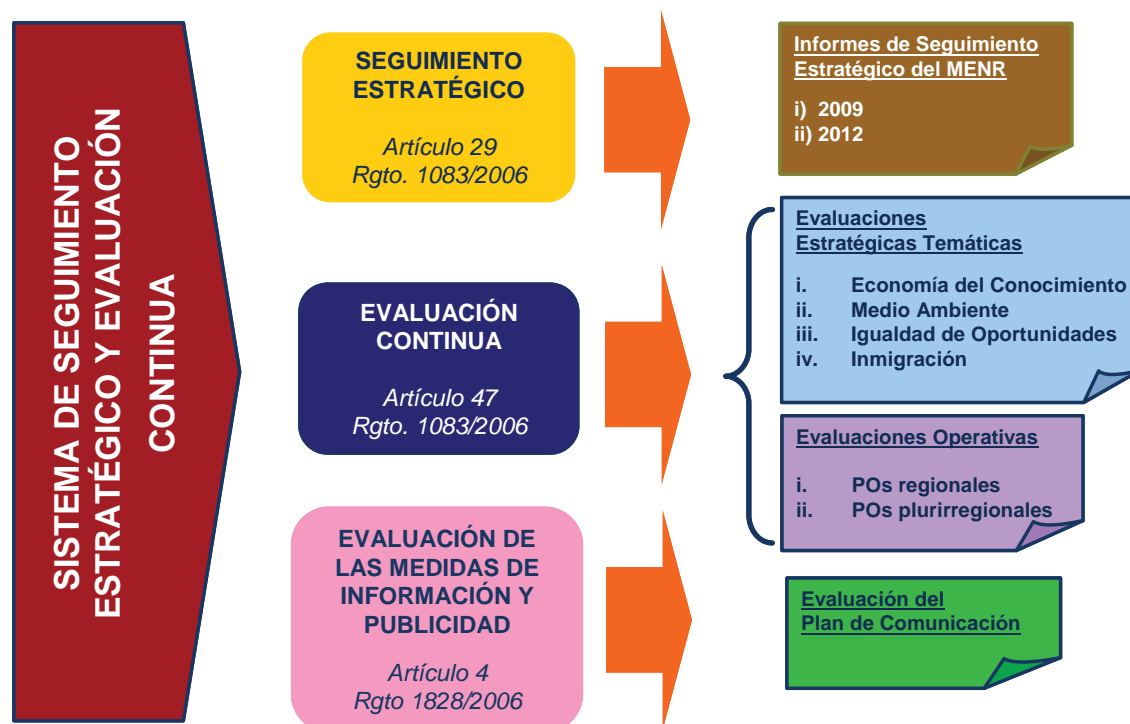 SISTEMA DE SEGUIMIENTO
ESTRATÉGICO Y EVALUACIÓN
CONTINUA
SEGUIMIENTO
ESTRATÉGICO
Artículo 29
Rgto. 1083/2006
Informes de Seguimiento
Estratégico del MENR
i) 2009
ii) 2012
EVALUACIÓN
CONTINUA
Artículo 47
Rgto. 1083/2006
Evaluaciones
Estratégicas Temáticas
i. Economía del Conocimiento
ii. Medio Ambiente
iii. Igualdad de Oportunidades
iv. Inmigración
Evaluaciones Operativas
i. POs regionales
ii. POs plurirregionales
EVALUACIÓN DE
LAS MEDIDAS DE
INFORMACIÓN Y
PUBLICIDAD
Artículo 4
Rgto 1828/2006
Evaluación del
Plan de Comunicación